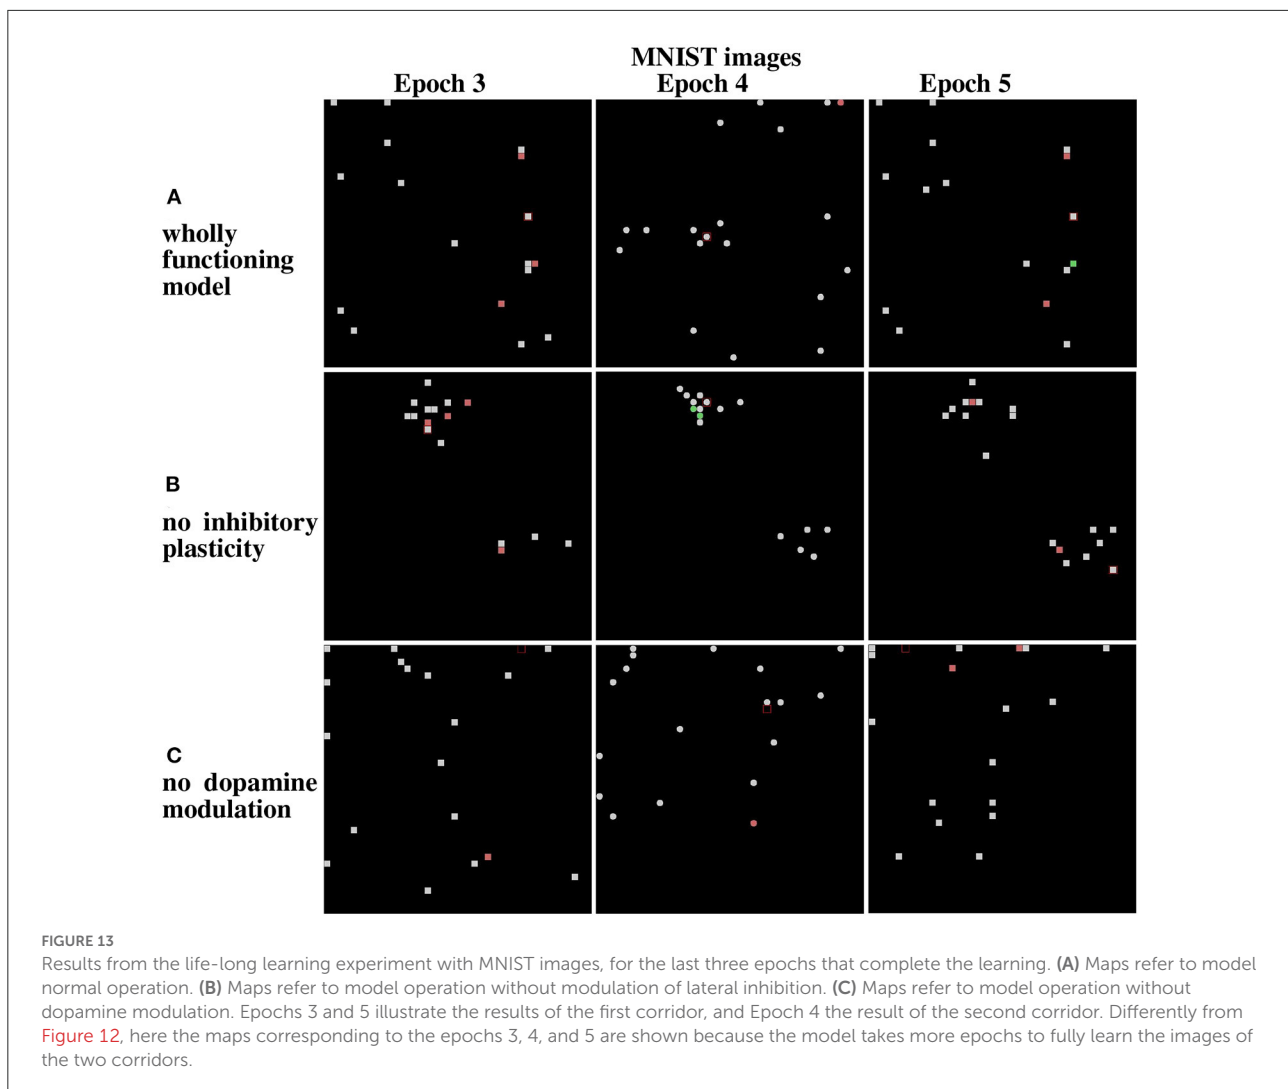 MNIST images
Epoch 3
Epoch 4
Epoch 5
A
wholly
functioning
model
B
no inhibitory
plasticity
C
no dopamine
modulation
FIGURE 13
Results from the life-long learning experiment with MNIST images, for the last three epochs that complete the learning. (A) Maps refer to model
normal operation. (B) Maps refer to model operation without modulation of lateral inhibition. (C) Maps refer to model operation without
dopamine modulation. Epochs 3 and 5 illustrate the results of the first corridor, and Epoch 4 the result of the second corridor. Differently from
Figure 12, here the maps corresponding to the epochs 3, 4, and 5 are shown because the model takes more epochs to fully learn the images of
the two corridors.